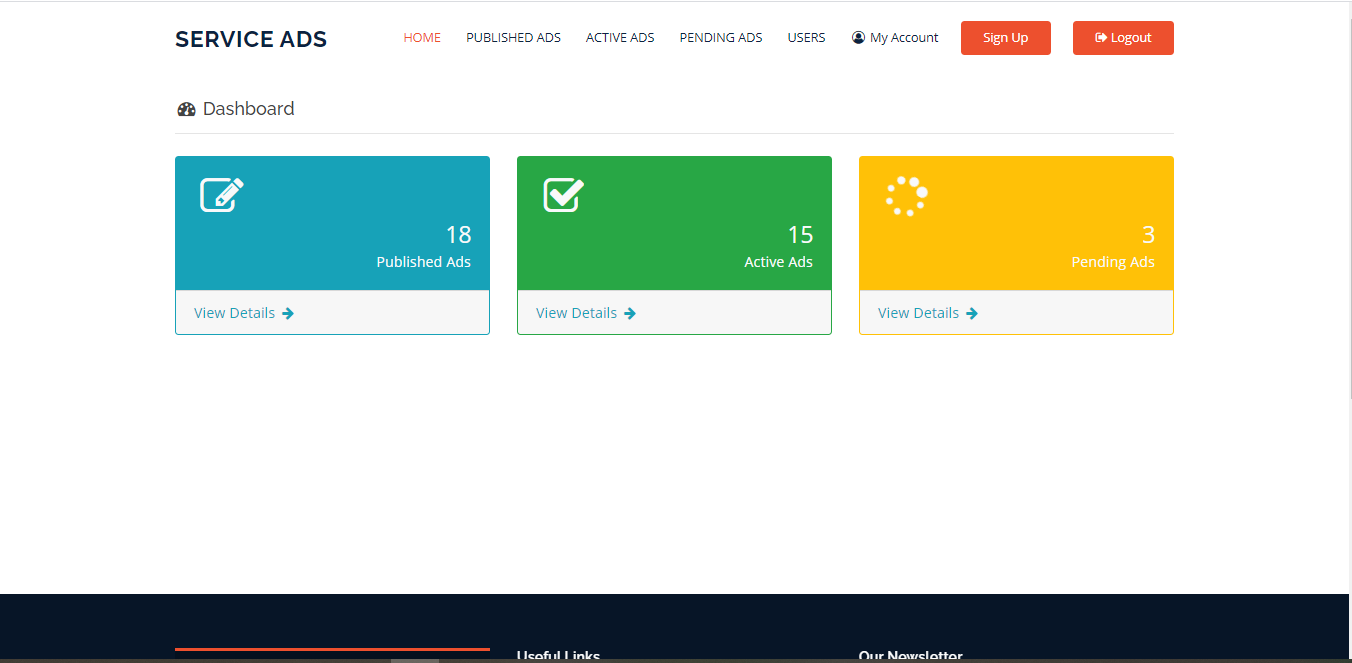 SERVICE ADS
HOME PUBLISHED ADS ACTIVE ADS PENDING ADS USERS My Account Sign Up Logout
Dashboard
18
Published Ads
View Details
15
Active Ads
View Details
3
Pending Ads
View Details
Useful Links
Our Newsletter